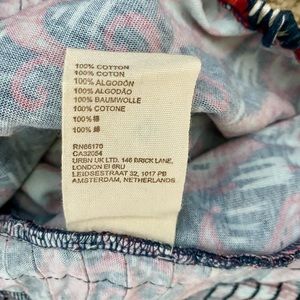 100% COTTON
100% COTON
100% ALGODÓN
100% ALGODÃO
100% BAUMWOLLE
100% COTONE
100% 棉
100% 綿
RN66170
CA32054
URBN UK LTD. 146 BRICK LANE,
LONDON E1 6RU
LEIDSESTRAAT 32, 1017 PB
AMSTERDAM, NETHERLANDS